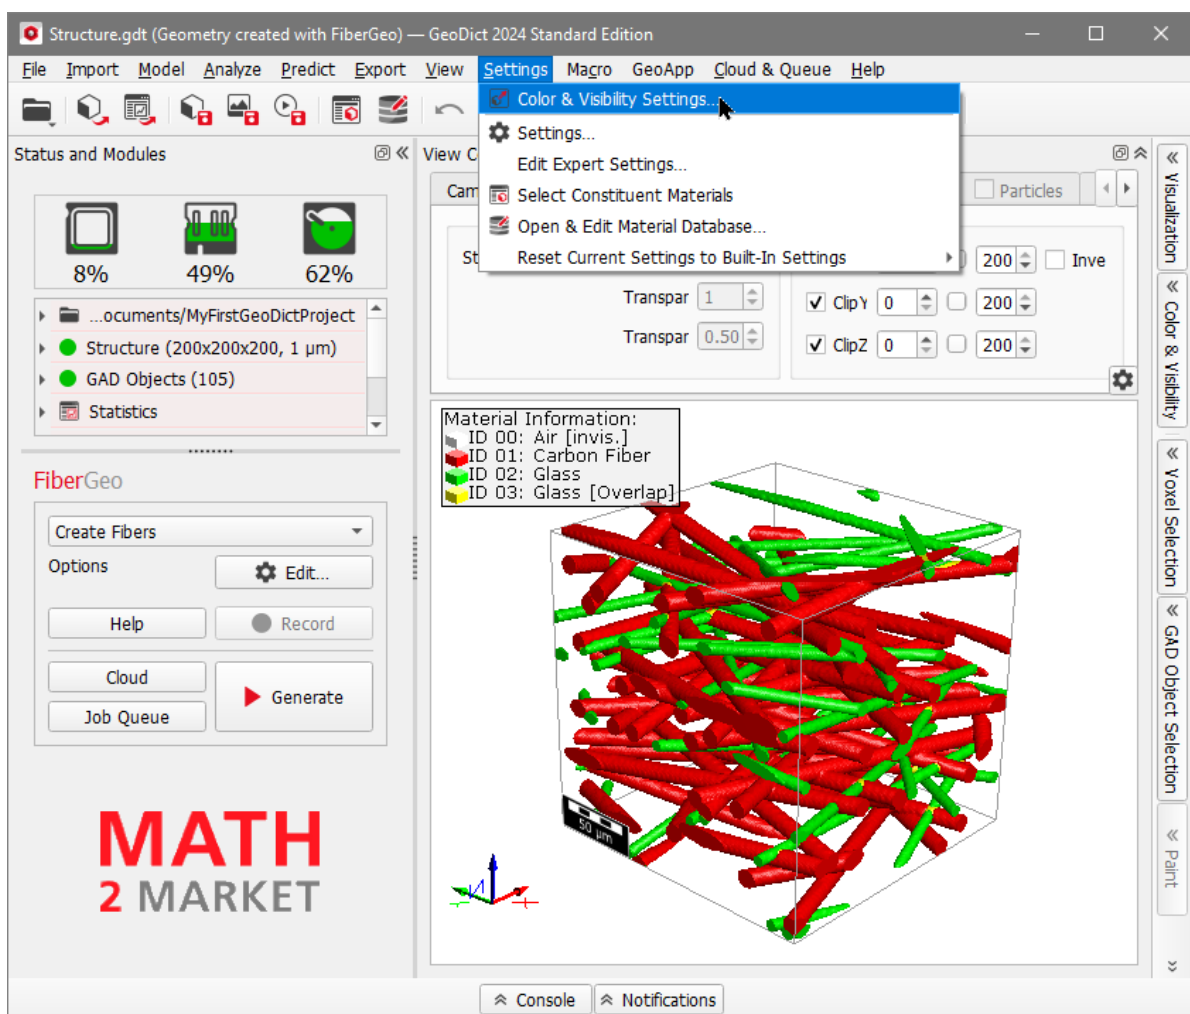 Structure.gdt (Geometry created with FiberGeo) — GeoDict 2024 Standard Edition
File Import Model Analyze Predict Export View Settings Macro GeoApp Cloud & Queue Help
Color & Visibility Settings...
Settings...
Edit Expert Settings...
Select Constituent Materials
Open & Edit Material Database...
Reset Current Settings to Built-In Settings
Status and Modules
8% 49% 62%
...ocuments/MyFirstGeoDictProject
Structure (200x200x200, 1 µm)
GAD Objects (105)
Statistics
FiberGeo
Create Fibers
Options
Edit...
Help
Record
Cloud
Generate
Job Queue
MATH
2 MARKET
View C
Cam
Particles
St
200 Inve
Transpar 1
ClipY 0 200
Transpar 0.50
ClipZ 0 200
Material Information:
ID 00: Air [invis.]
ID 01: Carbon Fiber
ID 02: Glass
ID 03: Glass [Overlap]
50 µm
Visualization
Color & Visibility
Voxel Selection
GAD Object Selection
Paint
Console
Notifications